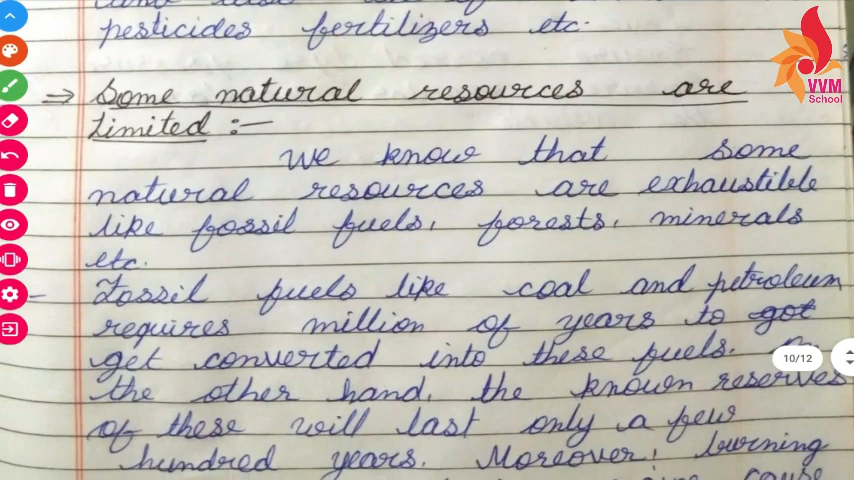 pesticides fertilizers etc.
VVM
School
⇒ Some natural resources are
Limited :—
We know that some
natural resources are exhaustible
like fossil fuels, forests, minerals
etc.
– Fossil fuels like coal and petroleum
requires million of years to got
get converted into these fuels.
10/12
the other hand, the known reserves
of these will last only a few
hundred years. Moreover, burning
cause